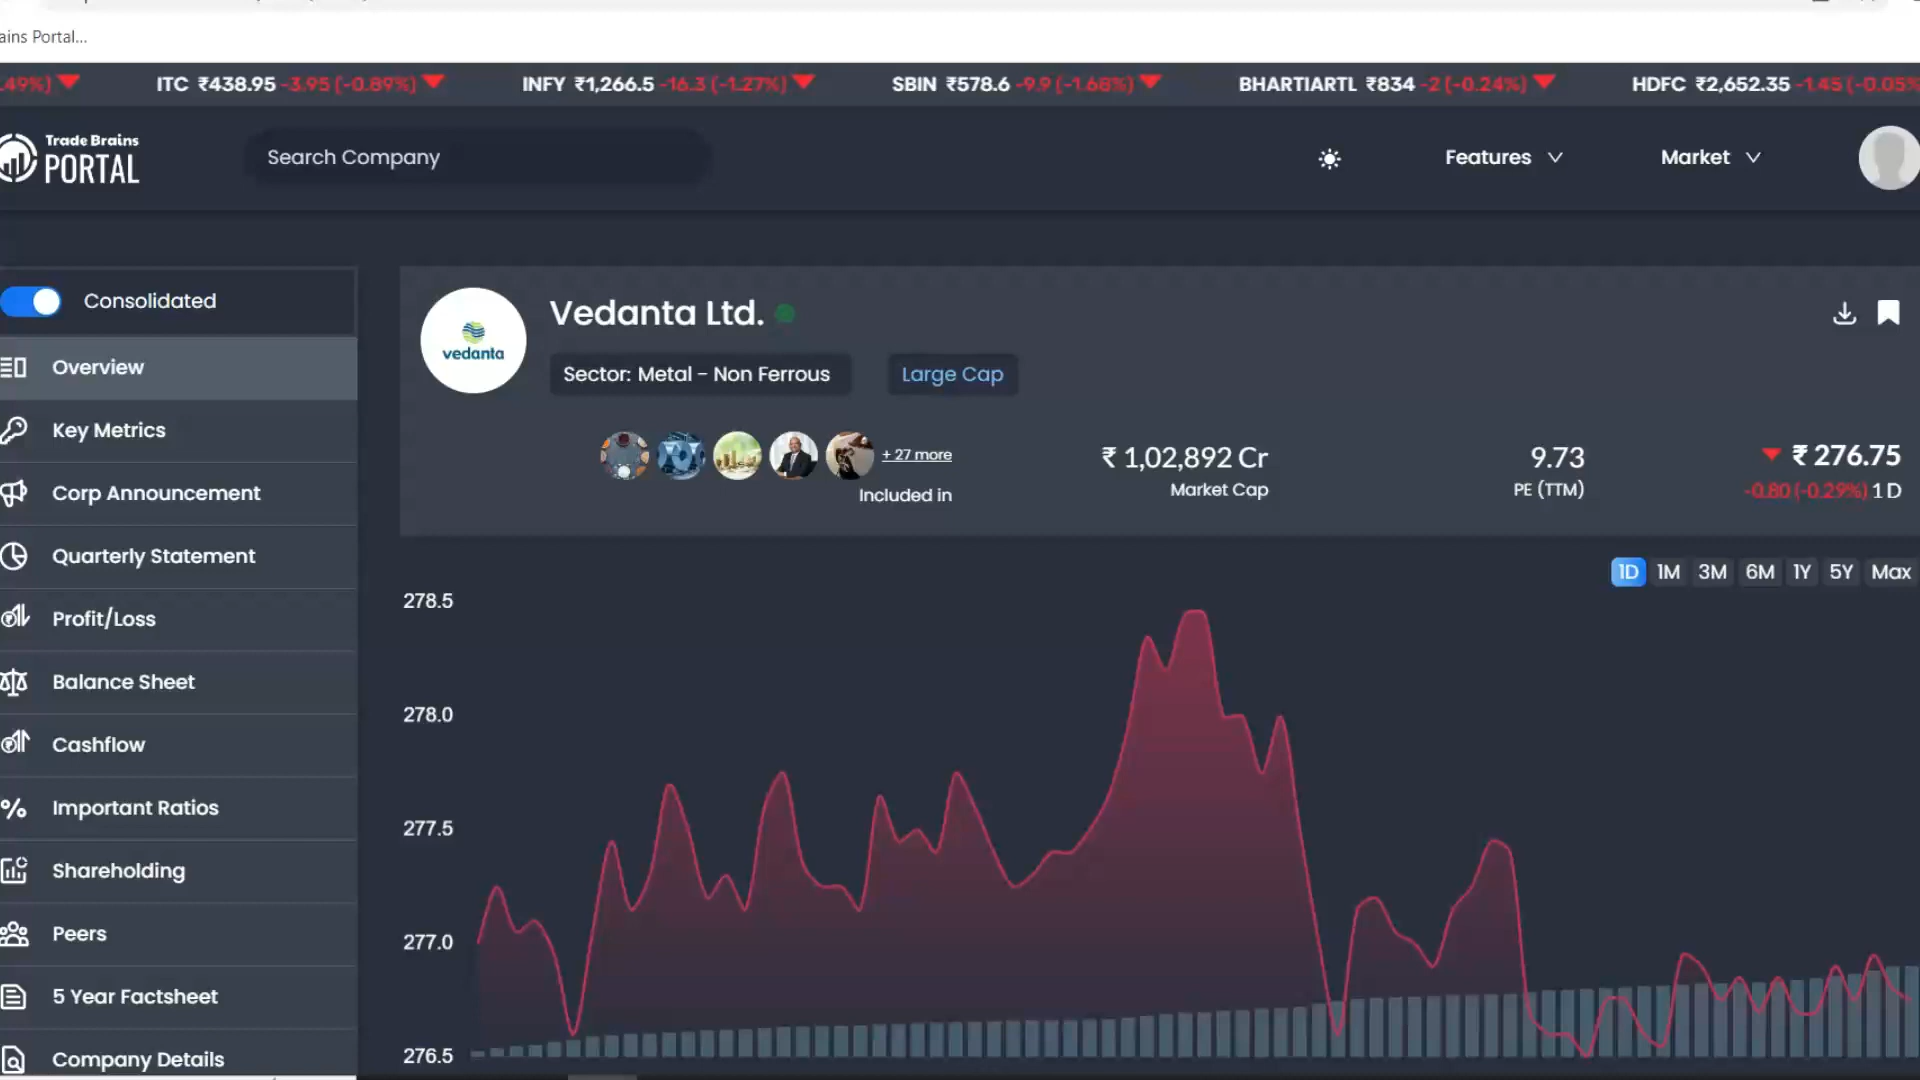 ains Portal...
.49%)
ITC ₹438.95 -3.95 (-0.89%)
INFY ₹1,266.5 -16.3 (-1.27%)
SBIN ₹578.6 -9.9 (-1.68%)
BHARTIARTL ₹834 -2 (-0.24%)
HDFC ₹2,652.35 -1.45 (-0.05%
Trade Brains
PORTAL
Search Company
Features
Market
Consolidated
Overview
Key Metrics
Corp Announcement
Quarterly Statement
Profit/Loss
Balance Sheet
Cashflow
Important Ratios
Shareholding
Peers
5 Year Factsheet
Company Details
vedanta
Vedanta Ltd.
Sector: Metal - Non Ferrous
Large Cap
+ 27 more
Included in
₹ 1,02,892 Cr
Market Cap
9.73
PE (TTM)
₹ 276.75
-0.80 (-0.29%) 1 D
1D 1M 3M 6M 1Y 5Y Max
278.5
278.0
277.5
277.0
276.5